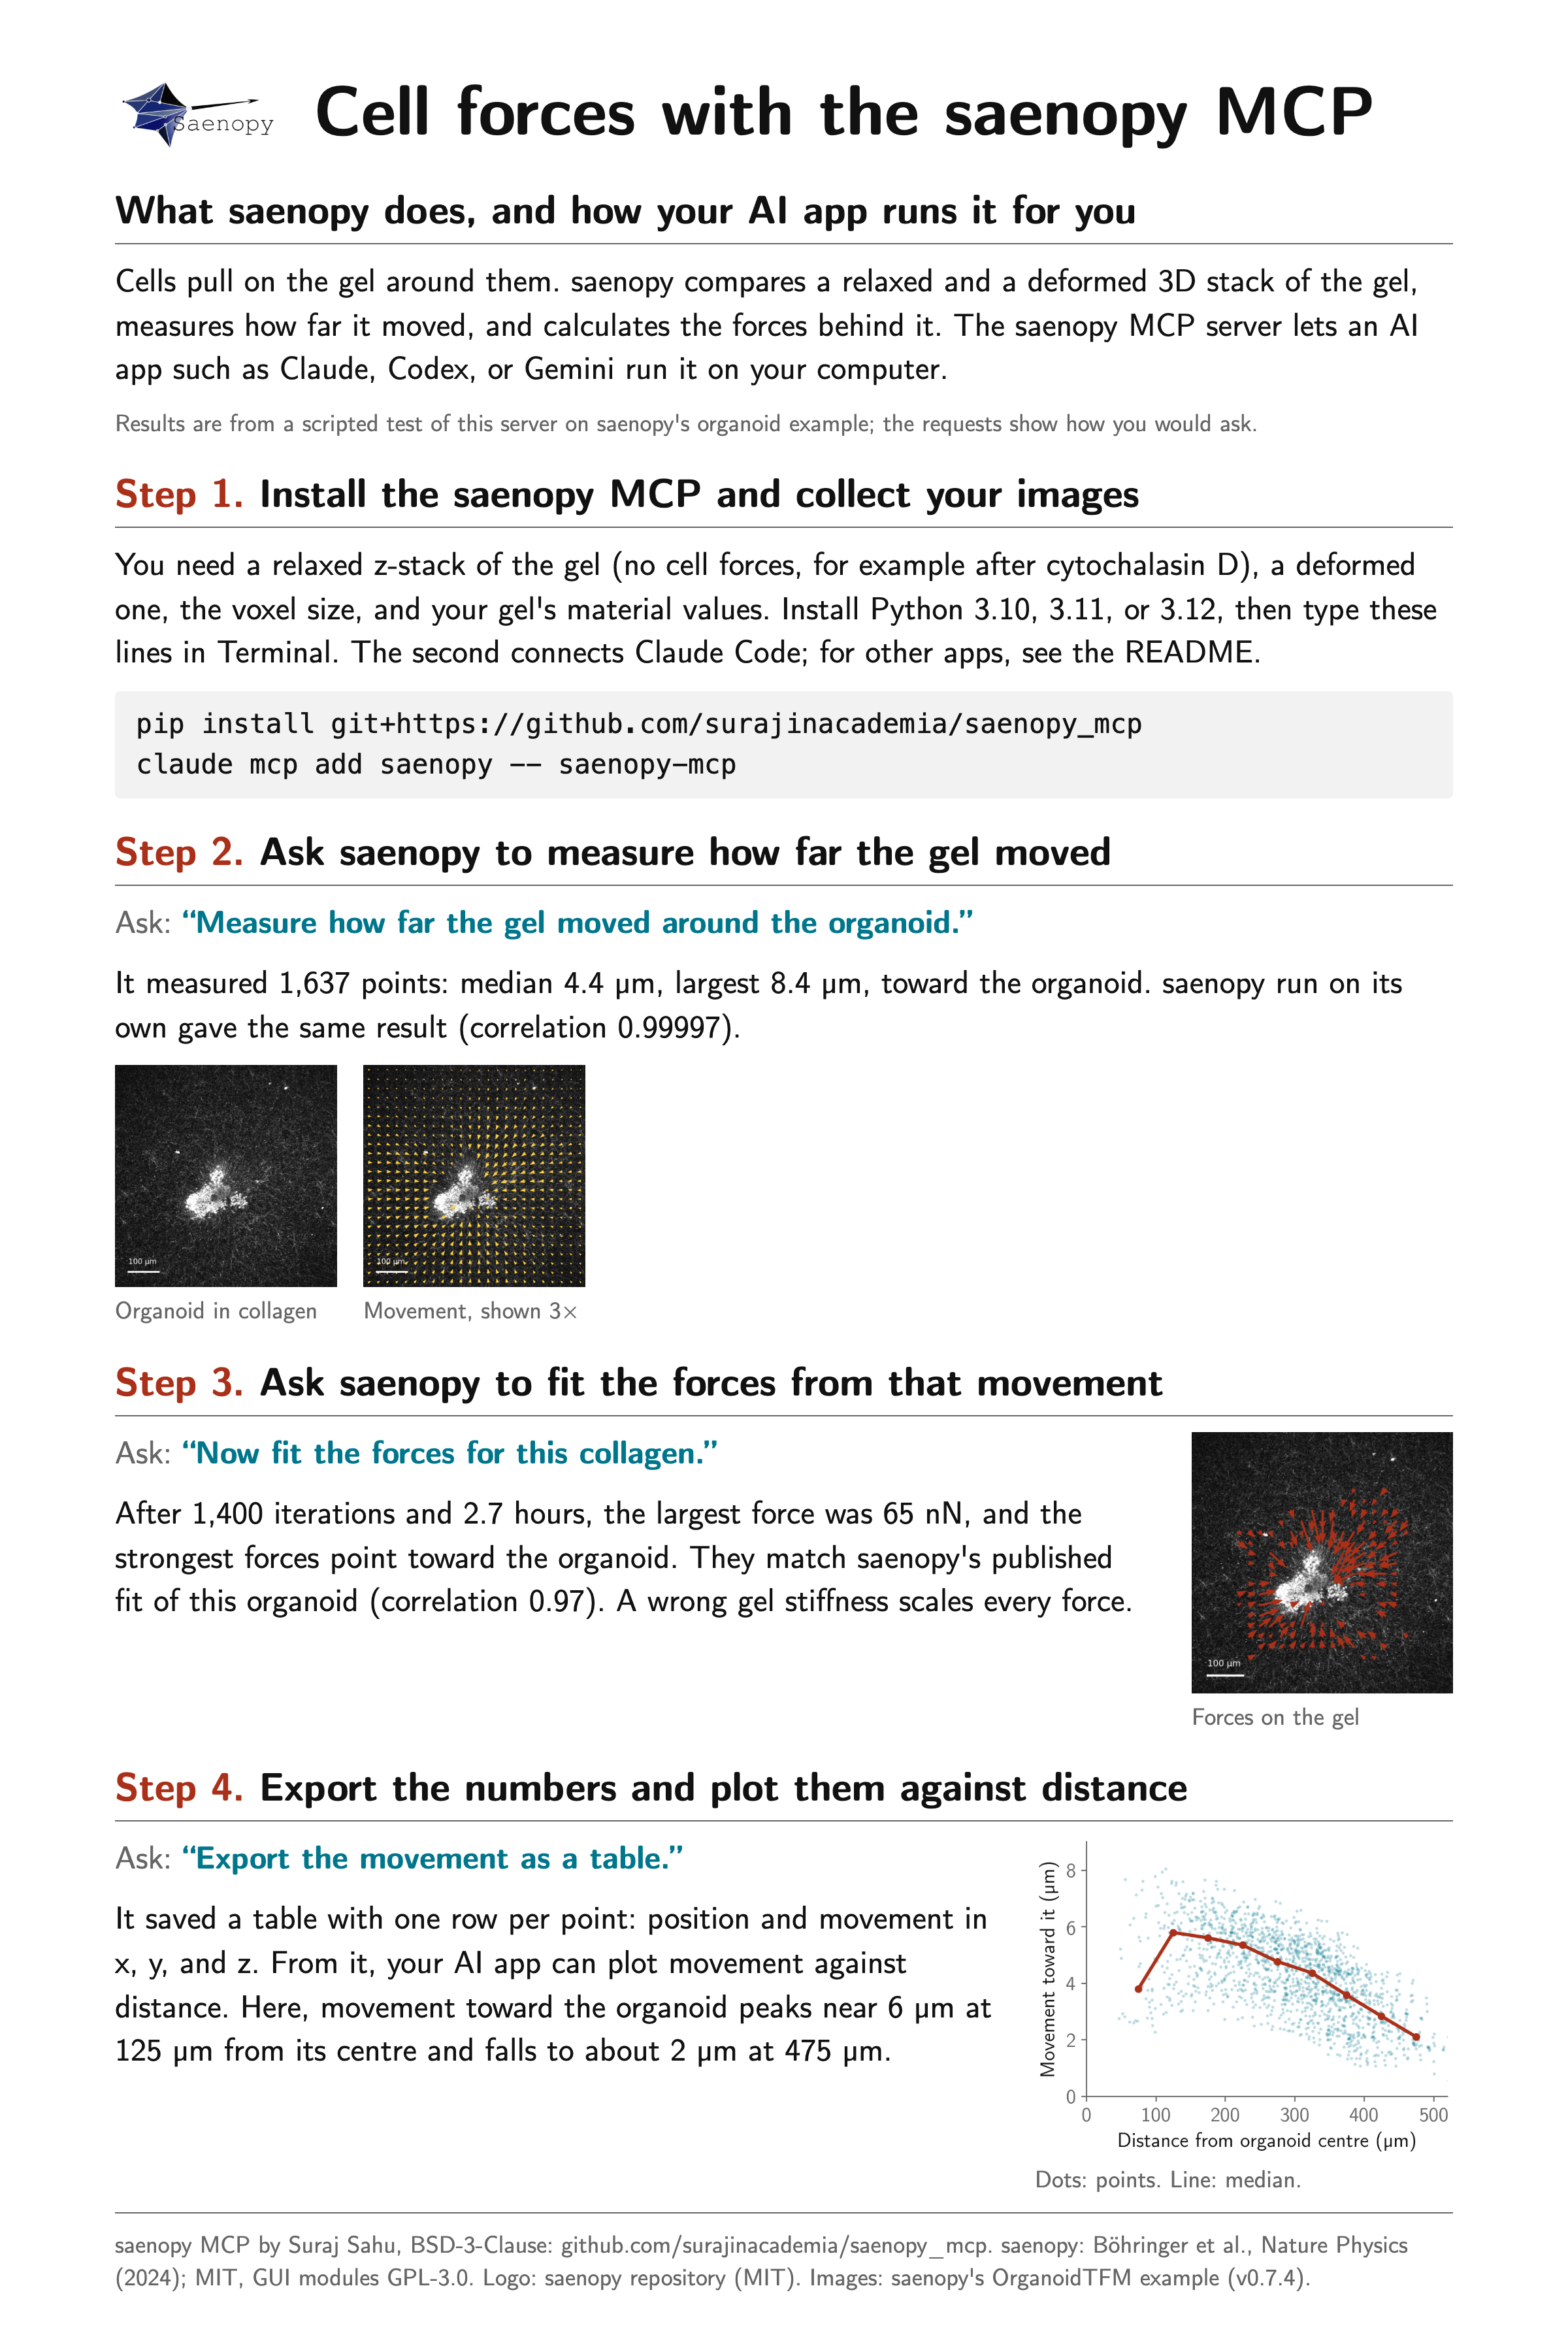 Saenopy
Cell forces with the saenopy MCP
What saenopy does, and how your AI app runs it for you
Cells pull on the gel around them. saenopy compares a relaxed and a deformed 3D stack of the gel,
measures how far it moved, and calculates the forces behind it. The saenopy MCP server lets an AI
app such as Claude, Codex, or Gemini run it on your computer.
Results are from a scripted test of this server on saenopy's organoid example; the requests show how you would ask.
Step 1. Install the saenopy MCP and collect your images
You need a relaxed z-stack of the gel (no cell forces, for example after cytochalasin D), a deformed
one, the voxel size, and your gel's material values. Install Python 3.10, 3.11, or 3.12, then type these
lines in Terminal. The second connects Claude Code; for other apps, see the README.
pip install git+https://github.com/surajinacademia/saenopy_mcp
claude mcp add saenopy -- saenopy-mcp
Step 2. Ask saenopy to measure how far the gel moved
Ask: “Measure how far the gel moved around the organoid.”
It measured 1,637 points: median 4.4 µm, largest 8.4 µm, toward the organoid. saenopy run on its
own gave the same result (correlation 0.99997).
100 µm
100 µm
Organoid in collagen
Movement, shown 3×
Step 3. Ask saenopy to fit the forces from that movement
Ask: “Now fit the forces for this collagen.”
After 1,400 iterations and 2.7 hours, the largest force was 65 nN, and the
strongest forces point toward the organoid. They match saenopy's published
fit of this organoid (correlation 0.97). A wrong gel stiffness scales every force.
100 µm
Forces on the gel
Step 4. Export the numbers and plot them against distance
Ask: “Export the movement as a table.”
It saved a table with one row per point: position and movement in
x, y, and z. From it, your AI app can plot movement against
distance. Here, movement toward the organoid peaks near 6 µm at
125 µm from its centre and falls to about 2 µm at 475 µm.
Movement toward it (µm)
8
6
4
2
0
0 100 200 300 400 500
Distance from organoid centre (µm)
Dots: points. Line: median.
saenopy MCP by Suraj Sahu, BSD-3-Clause: github.com/surajinacademia/saenopy_mcp. saenopy: Böhringer et al., Nature Physics
(2024); MIT, GUI modules GPL-3.0. Logo: saenopy repository (MIT). Images: saenopy's OrganoidTFM example (v0.7.4).